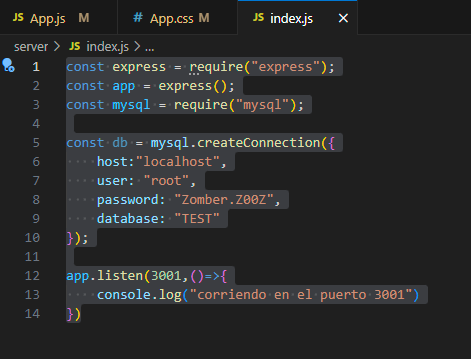 JS App.js M
# App.css M
JS index.js ×
server > JS index.js > ...
1 const express = require("express");
2 const app = express();
3 const mysql = require("mysql");
4
5 const db = mysql.createConnection({
6     host:"localhost",
7     user: "root",
8     password: "Zomber.Z00Z",
9     database: "TEST"
10 });
11
12 app.listen(3001,()=>{
13     console.log("corriendo en el puerto 3001")
14 })